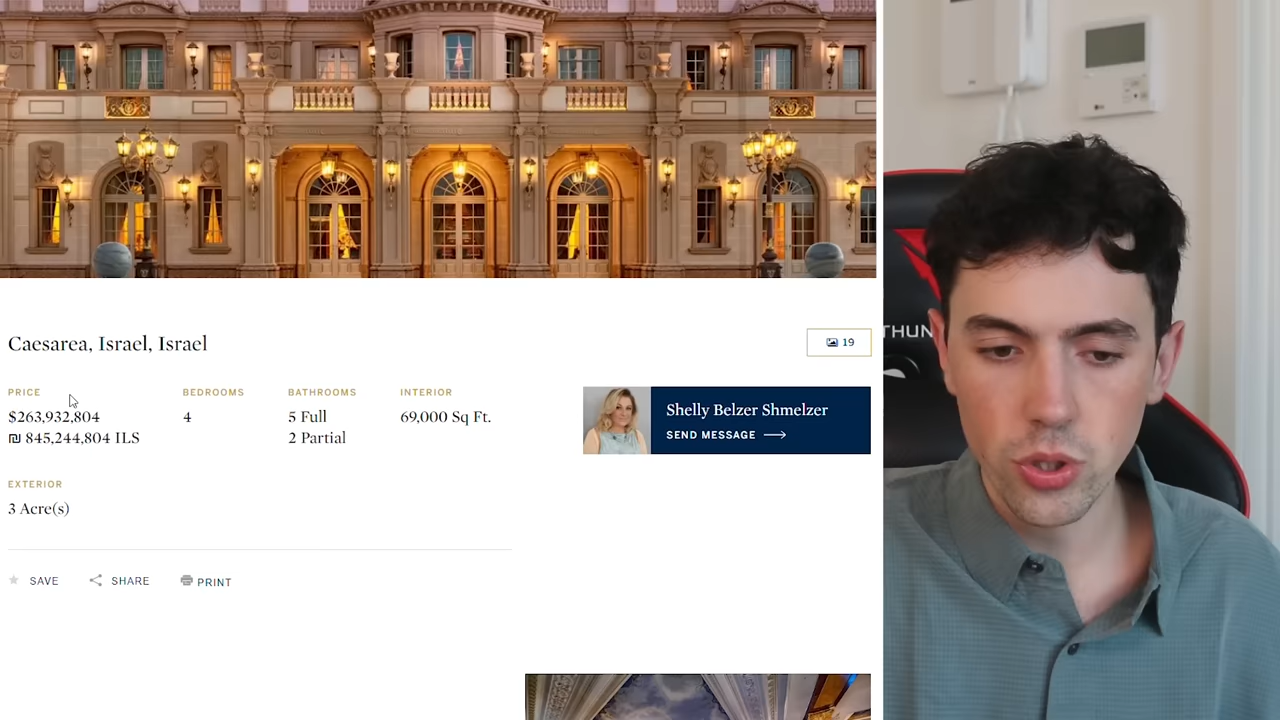 Caesarea, Israel, Israel
19
PRICE
BEDROOMS
BATHROOMS
INTERIOR
$263,932,804
4
5 Full
69,000 Sq Ft.
₪ 845,244,804 ILS
2 Partial
Shelly Belzer Shmelzer
SEND MESSAGE
EXTERIOR
3 Acre(s)
SAVE
SHARE
PRINT
THUN
LG